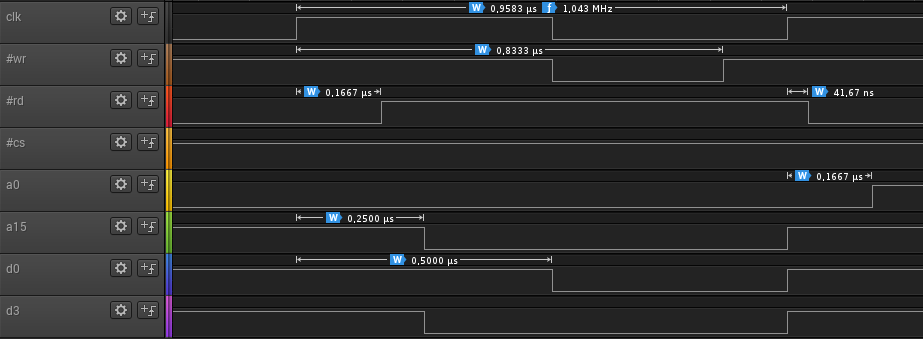 clk W 0,9583 µs f 1,043 MHz
#wr W 0,8333 µs
#rd W 0,1667 µs W 41,67 ns
#cs
a0 W 0,1667 µs
a15 W 0,2500 µs
d0 W 0,5000 µs
d3